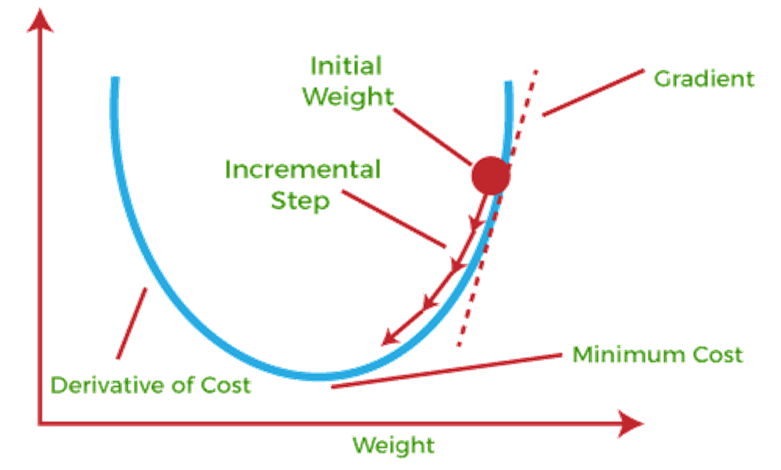 Initial
Weight
Gradient
Incremental
Step
Minimum Cost
Derivative of Cost
Weight